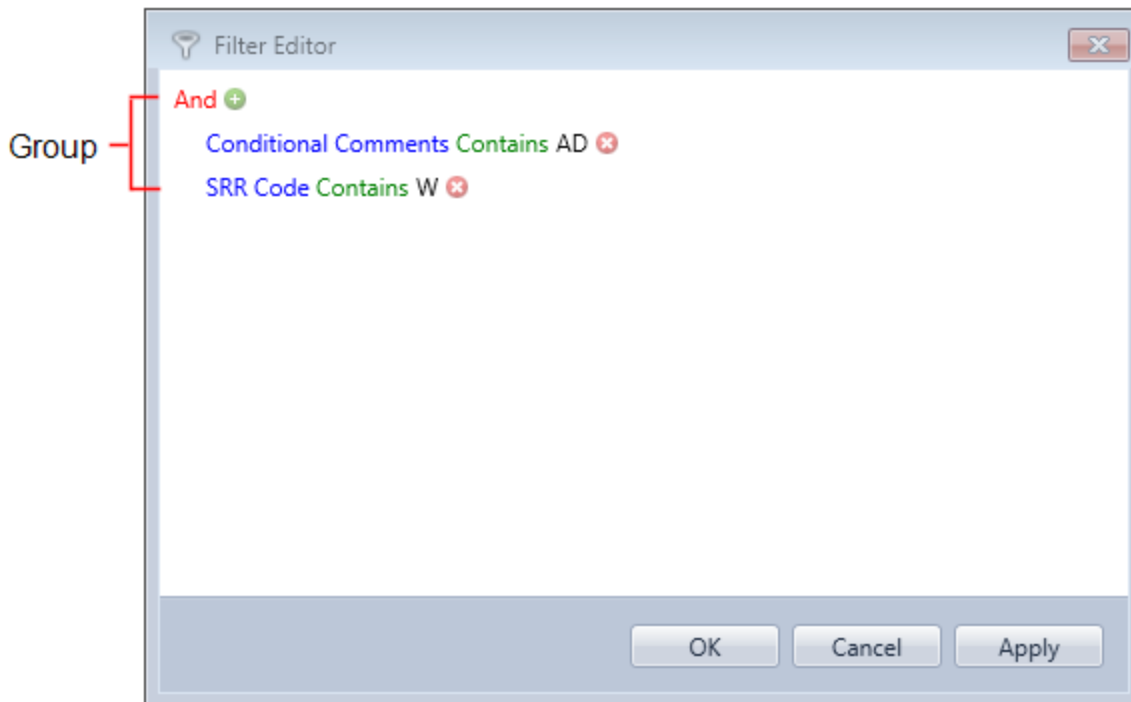 Filter Editor
And
Group
Conditional Comments Contains AD
SRR Code Contains W
OK Cancel Apply